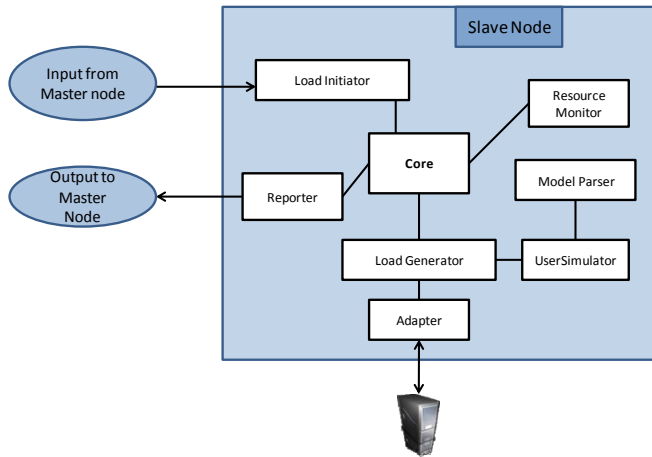 Slave Node
Input from
Master node
Load Initiator
Resource
Monitor
Core
Output to
Master
Node
Reporter
Model Parser
Load Generator
UserSimulator
Adapter